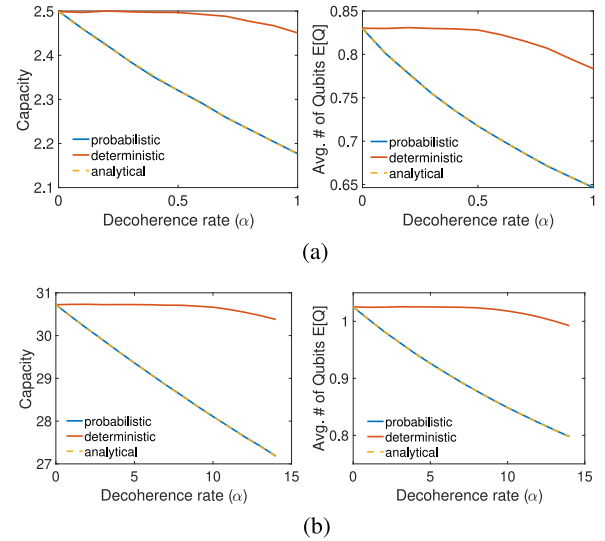 2.5
2.4
2.3
2.2
2.1
Capacity
probabilistic
deterministic
analytical
0
0.5
1
Decoherence rate (α)
0.85
0.8
0.75
0.7
0.65
Avg. # of Qubits E[Q]
probabilistic
deterministic
analytical
0
0.5
1
Decoherence rate (α)
(a)
31
30
29
28
27
Capacity
probabilistic
deterministic
analytical
0
5
10
15
Decoherence rate (α)
1
0.9
0.8
Avg. # of Qubits E[Q]
probabilistic
deterministic
analytical
0
5
10
15
Decoherence rate (α)
(b)